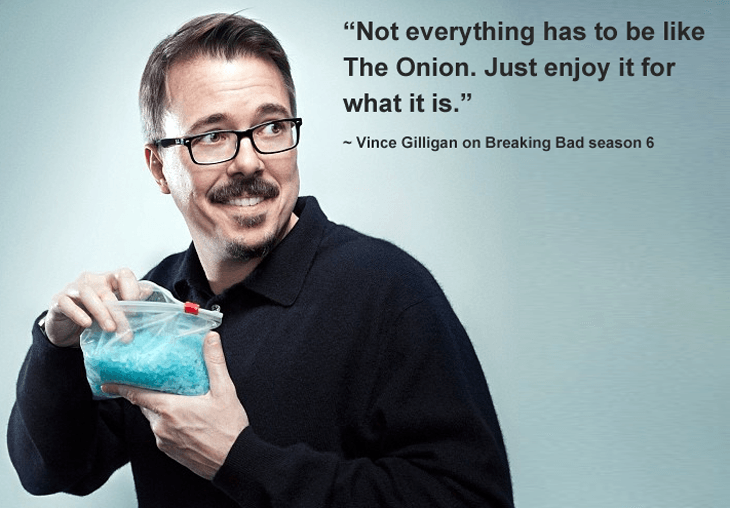 “Not everything has to be like
The Onion. Just enjoy it for
what it is.”
~ Vince Gilligan on Breaking Bad season 6